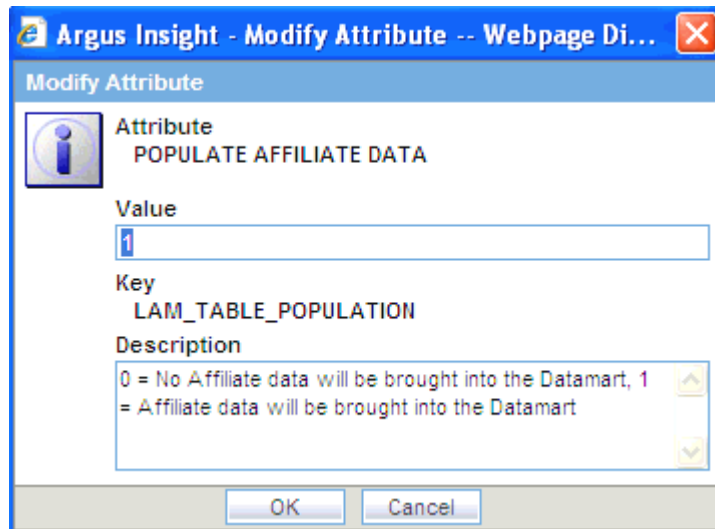 Argus Insight - Modify Attribute -- Webpage Di...
Modify Attribute
Attribute
POPULATE AFFILIATE DATA
Value
1
Key
LAM_TABLE_POPULATION
Description
0 = No Affiliate data will be brought into the Datamart, 1
= Affiliate data will be brought into the Datamart
OK Cancel